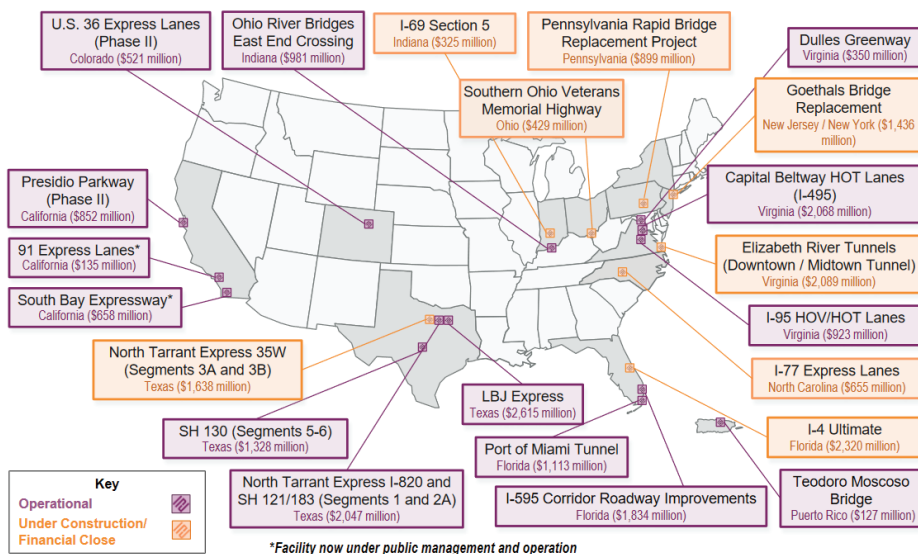 U.S. 36 Express Lanes
(Phase II)
Colorado ($521 million)
Ohio River Bridges
East End Crossing
Indiana ($981 million)
I-69 Section 5
Indiana ($325 million)
Pennsylvania Rapid Bridge
Replacement Project
Pennsylvania ($899 million)
Dulles Greenway
Virginia ($350 million)
Southern Ohio Veterans
Memorial Highway
Ohio ($429 million)
Goethals Bridge
Replacement
New Jersey / New York ($1,436
million)
Presidio Parkway
(Phase II)
California ($852 million)
Capital Beltway HOT Lanes
(I-495)
Virginia ($2,068 million)
91 Express Lanes*
California ($135 million)
Elizabeth River Tunnels
(Downtown / Midtown Tunnel)
Virginia ($2,089 million)
South Bay Expressway*
California ($658 million)
I-95 HOV/HOT Lanes
Virginia ($923 million)
North Tarrant Express 35W
(Segments 3A and 3B)
Texas ($1,638 million)
I-77 Express Lanes
North Carolina ($655 million)
LBJ Express
Texas ($2,615 million)
SH 130 (Segments 5-6)
Texas ($1,328 million)
I-4 Ultimate
Florida ($2,320 million)
Port of Miami Tunnel
Florida ($1,113 million)
North Tarrant Express I-820 and
SH 121/183 (Segments 1 and 2A)
Texas ($2,047 million)
I-595 Corridor Roadway Improvements
Florida ($1,834 million)
Teodoro Moscoso
Bridge
Puerto Rico ($127 million)
Key
Operational
Under Construction/
Financial Close
*Facility now under public management and operation